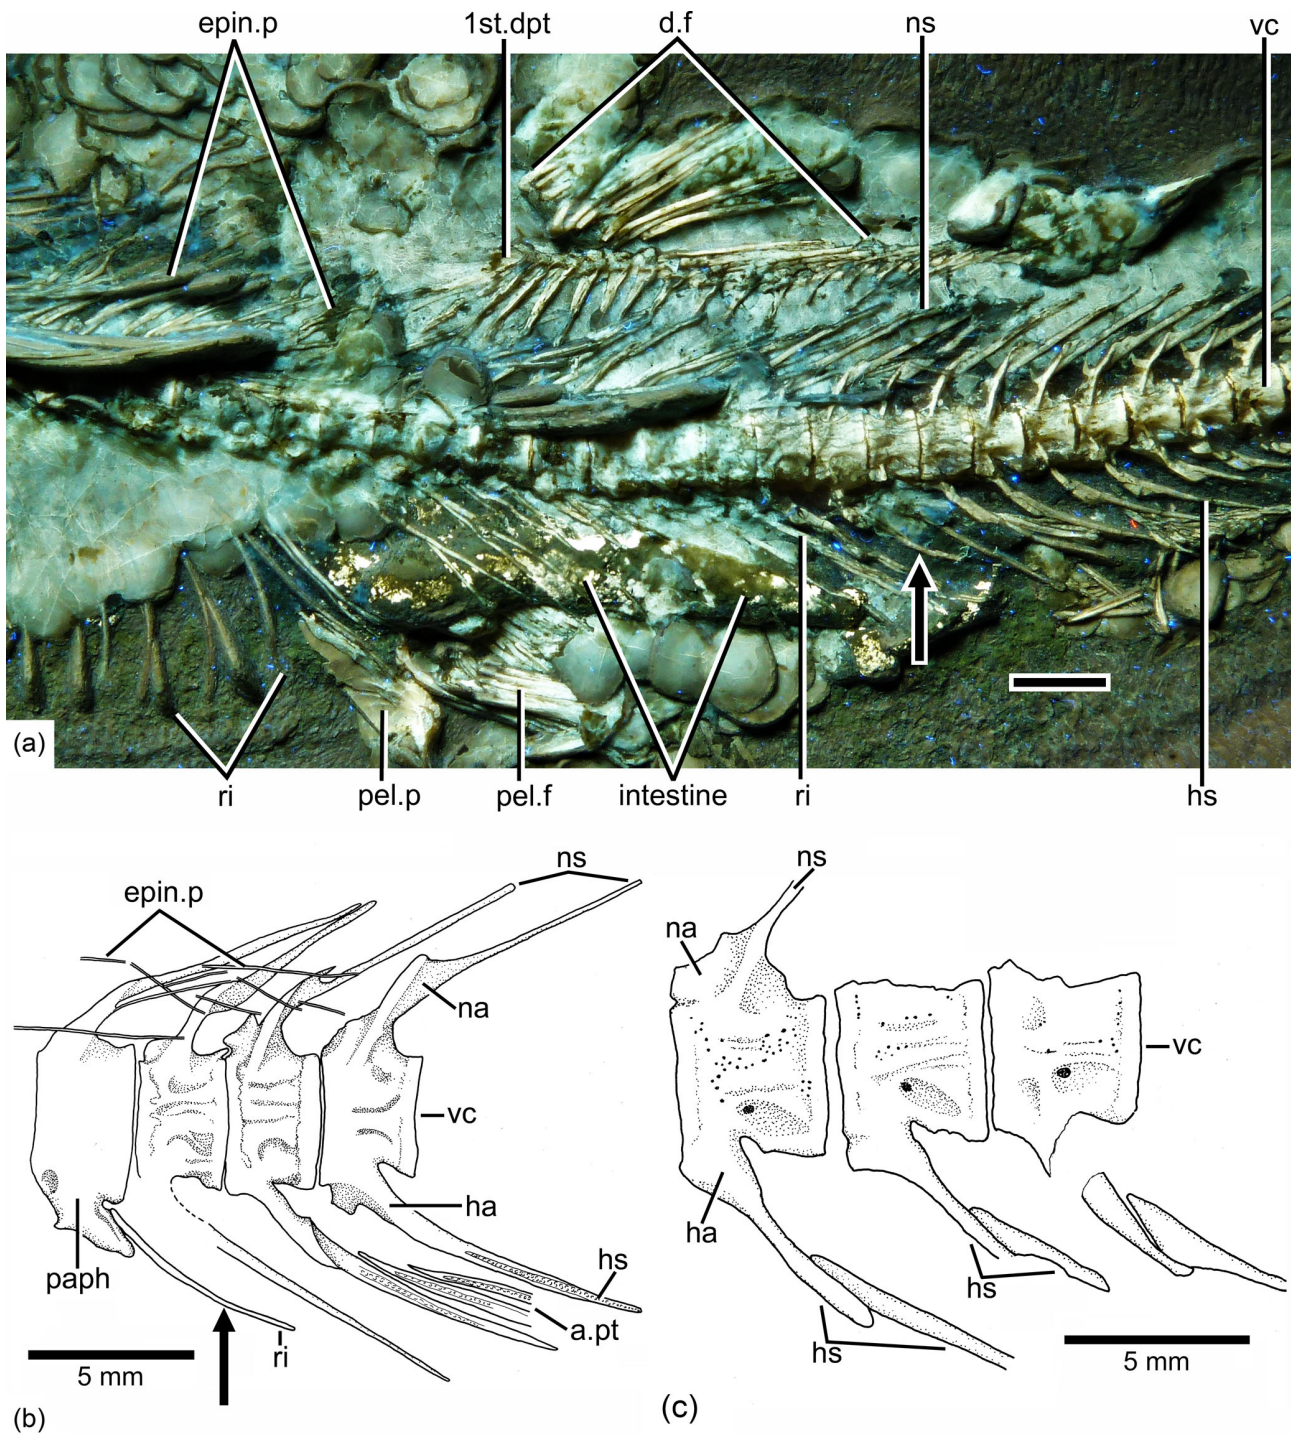 epin.p 1st.dpt d.f ns vc
(a)
ri pel.p pel.f intestine ri hs
ns
epin.p
na
vc
ha
hs
paph
a.pt
ri
5 mm
(b)
ns
na
vc
ha
hs
hs
5 mm
(c)